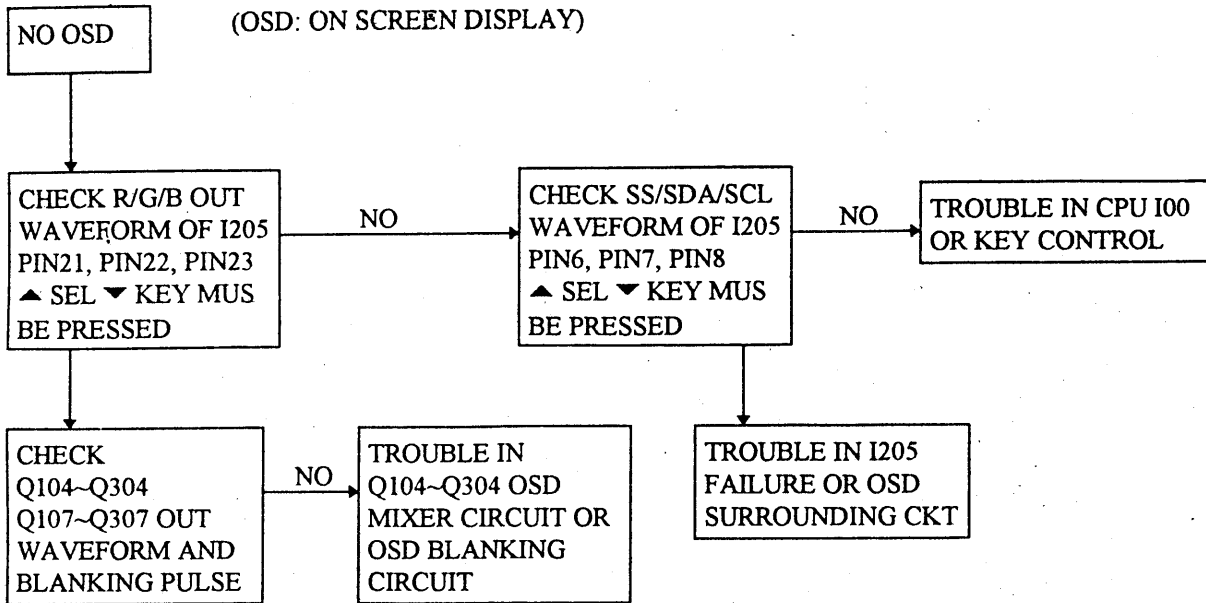 NO OSD
(OSD: ON SCREEN DISPLAY)
CHECK R/G/B OUT
WAVEFORM OF I205
PIN21, PIN22, PIN23
▲ SEL ▼ KEY MUS
BE PRESSED
NO
CHECK SS/SDA/SCL
WAVEFORM OF I205
PIN6, PIN7, PIN8
▲ SEL ▼ KEY MUS
BE PRESSED
NO
TROUBLE IN CPU I00
OR KEY CONTROL
CHECK
Q104~Q304
Q107~Q307 OUT
WAVEFORM AND
BLANKING PULSE
NO
TROUBLE IN
Q104~Q304 OSD
MIXER CIRCUIT OR
OSD BLANKING
CIRCUIT
TROUBLE IN I205
FAILURE OR OSD
SURROUNDING CKT